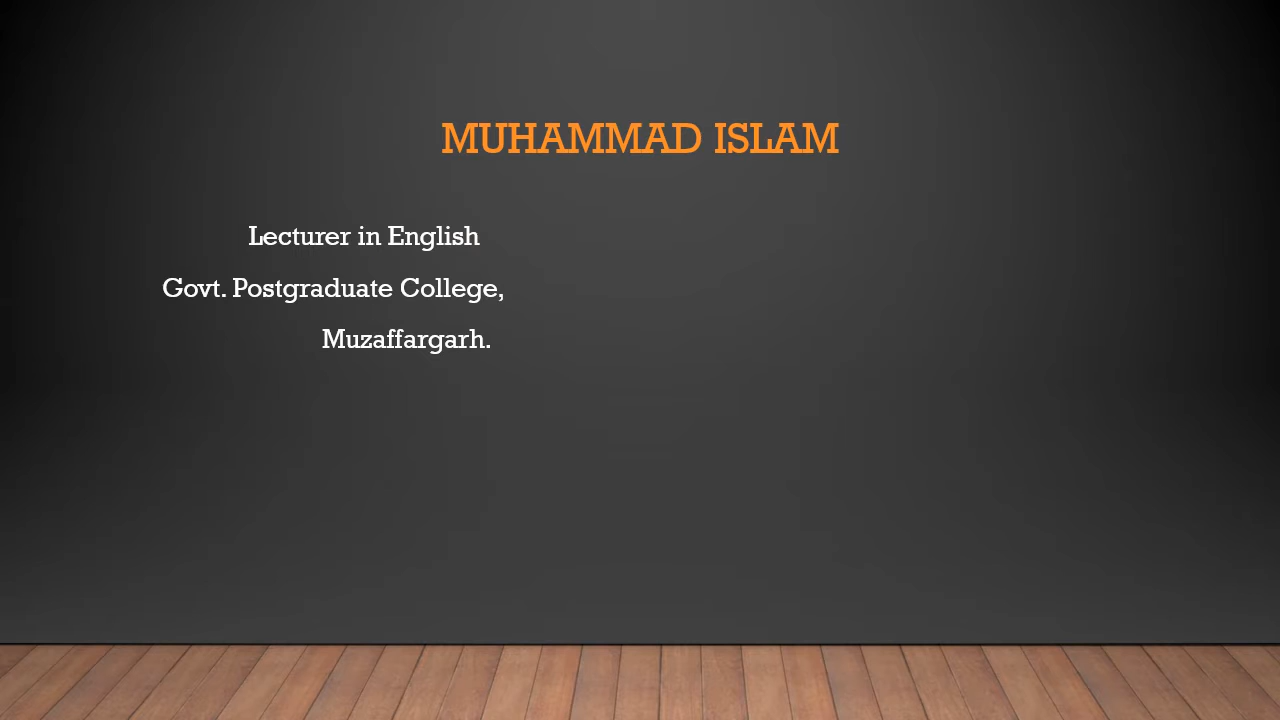 MUHAMMAD ISLAM
Lecturer in English
Govt. Postgraduate College,
Muzaffargarh.